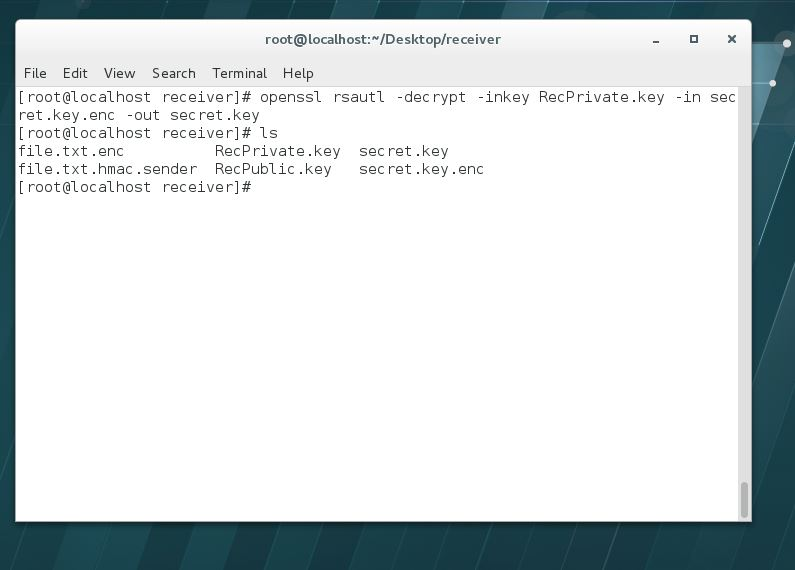 root@localhost:~/Desktop/receiver
File Edit View Search Terminal Help
[root@localhost receiver]# openssl rsautl -decrypt -inkey RecPrivate.key -in sec
ret.key.enc -out secret.key
[root@localhost receiver]# ls
file.txt.enc          RecPrivate.key  secret.key
file.txt.hmac.sender  RecPublic.key   secret.key.enc
[root@localhost receiver]#